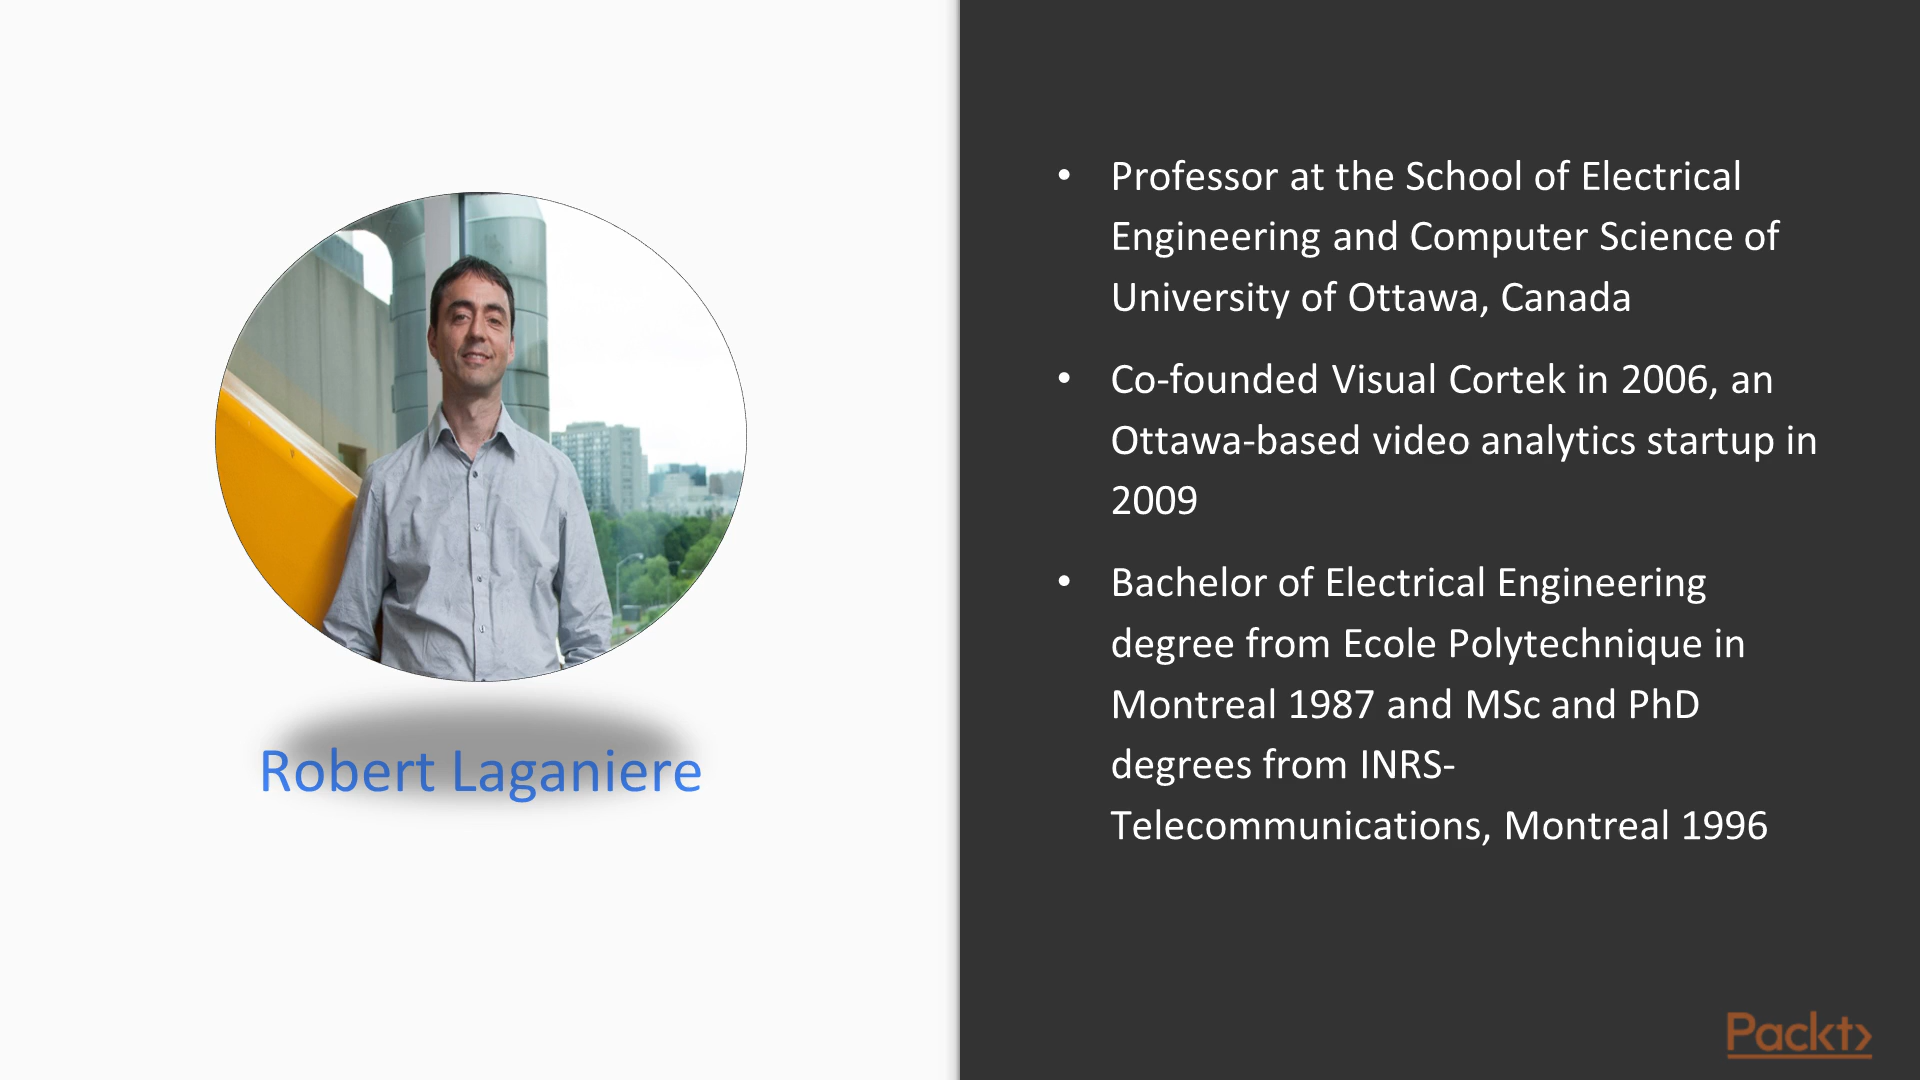 Robert Laganiere
• Professor at the School of Electrical
Engineering and Computer Science of
University of Ottawa, Canada
• Co-founded Visual Cortek in 2006, an
Ottawa-based video analytics startup in
2009
• Bachelor of Electrical Engineering
degree from Ecole Polytechnique in
Montreal 1987 and MSc and PhD
degrees from INRS-
Telecommunications, Montreal 1996
Packt>